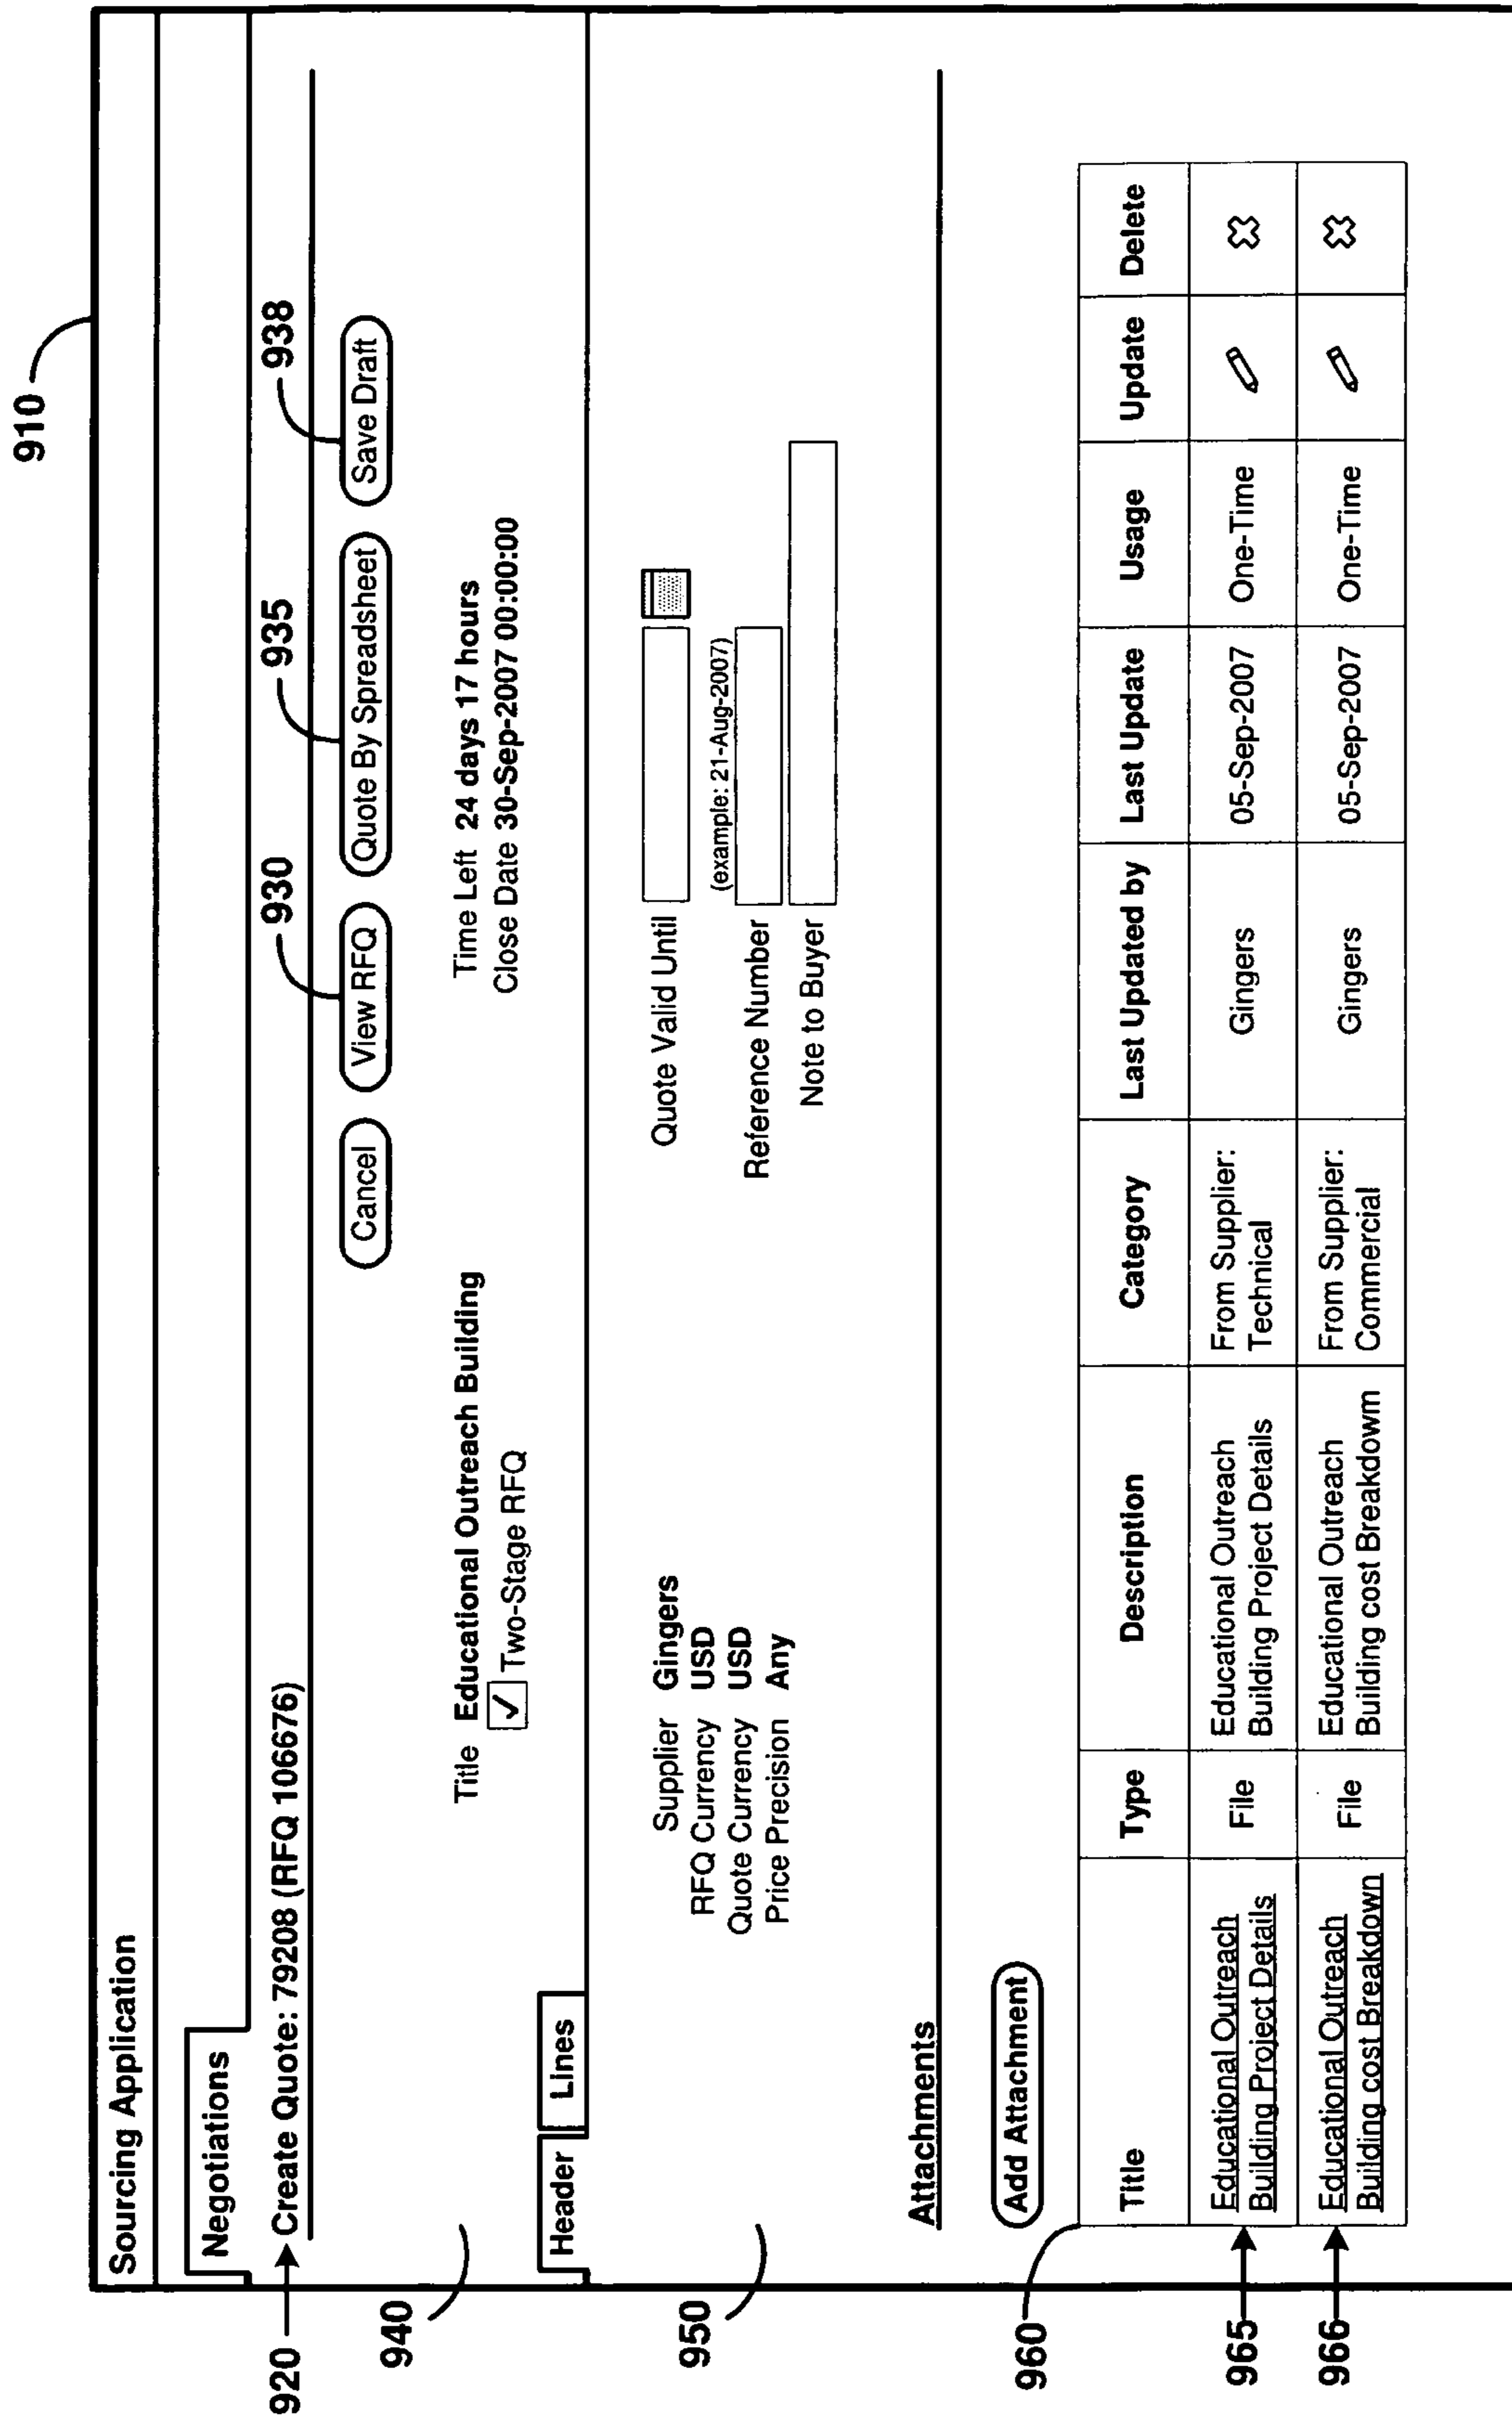 910
Sourcing Application
Negotiations
920
Create Quote: 79208 (RFQ 106676)
930
935
938
Cancel
View RFQ
Quote By Spreadsheet
Save Draft
940
Title Educational Outreach Building
Two-Stage RFQ
Time Left 24 days 17 hours
Close Date 30-Sep-2007 00:00:00
Header
Lines
950
Supplier Gingers
RFQ Currency USD
Quote Currency USD
Price Precision Any
Quote Valid Until
(example: 21-Aug-2007)
Reference Number
Note to Buyer
Attachments
Add Attachment
960
Title Type Description Category Last Updated by Last Update Usage Update Delete
965
Educational Outreach
Building Project Details
File
Educational Outreach
Building Project Details
From Supplier:
Technical
Gingers
05-Sep-2007
One-Time
966
Educational Outreach
Building cost Breakdown
File
Educational Outreach
Building cost Breakdowm
From Supplier:
Commercial
Gingers
05-Sep-2007
One-Time